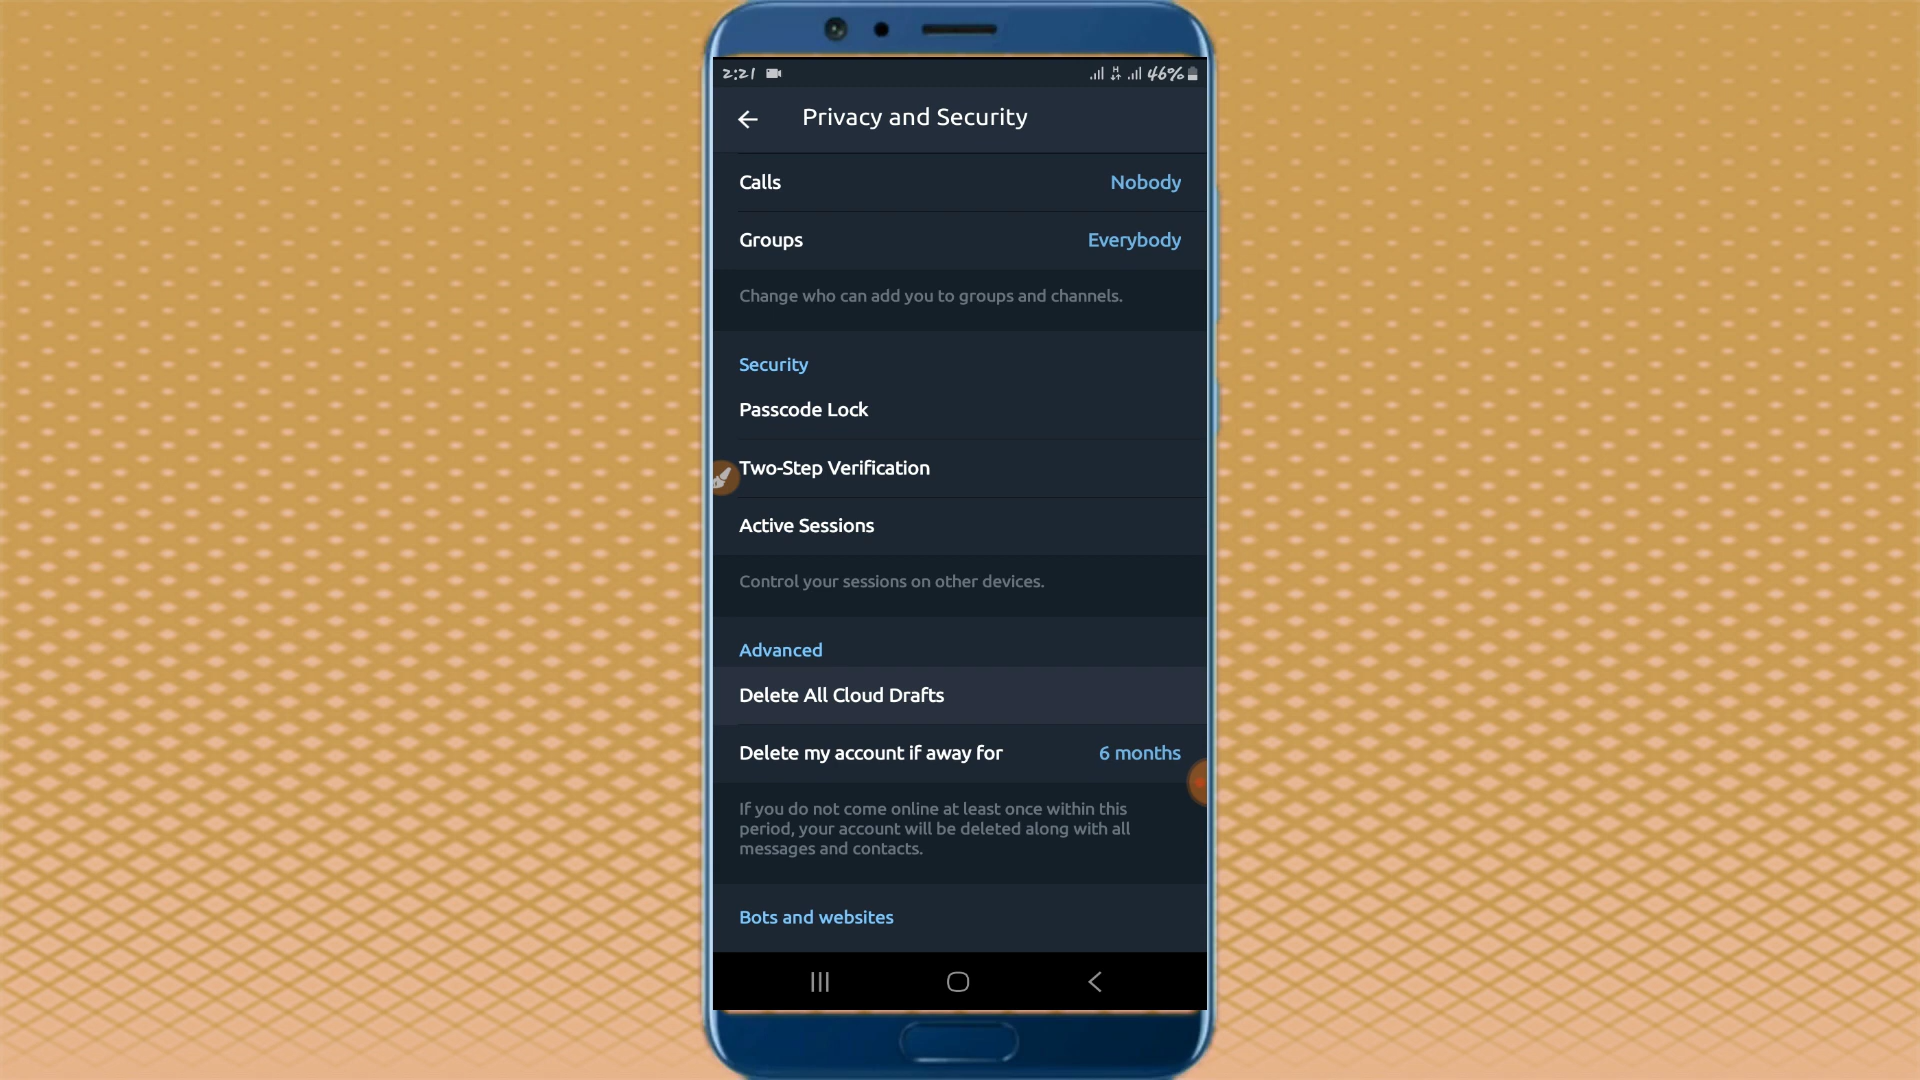 2:21 46%
Privacy and Security
Calls Nobody
Groups Everybody
Change who can add you to groups and channels.
Security
Passcode Lock
Two-Step Verification
Active Sessions
Control your sessions on other devices.
Advanced
Delete All Cloud Drafts
Delete my account if away for 6 months
If you do not come online at least once within this
period, your account will be deleted along with all
messages and contacts.
Bots and websites